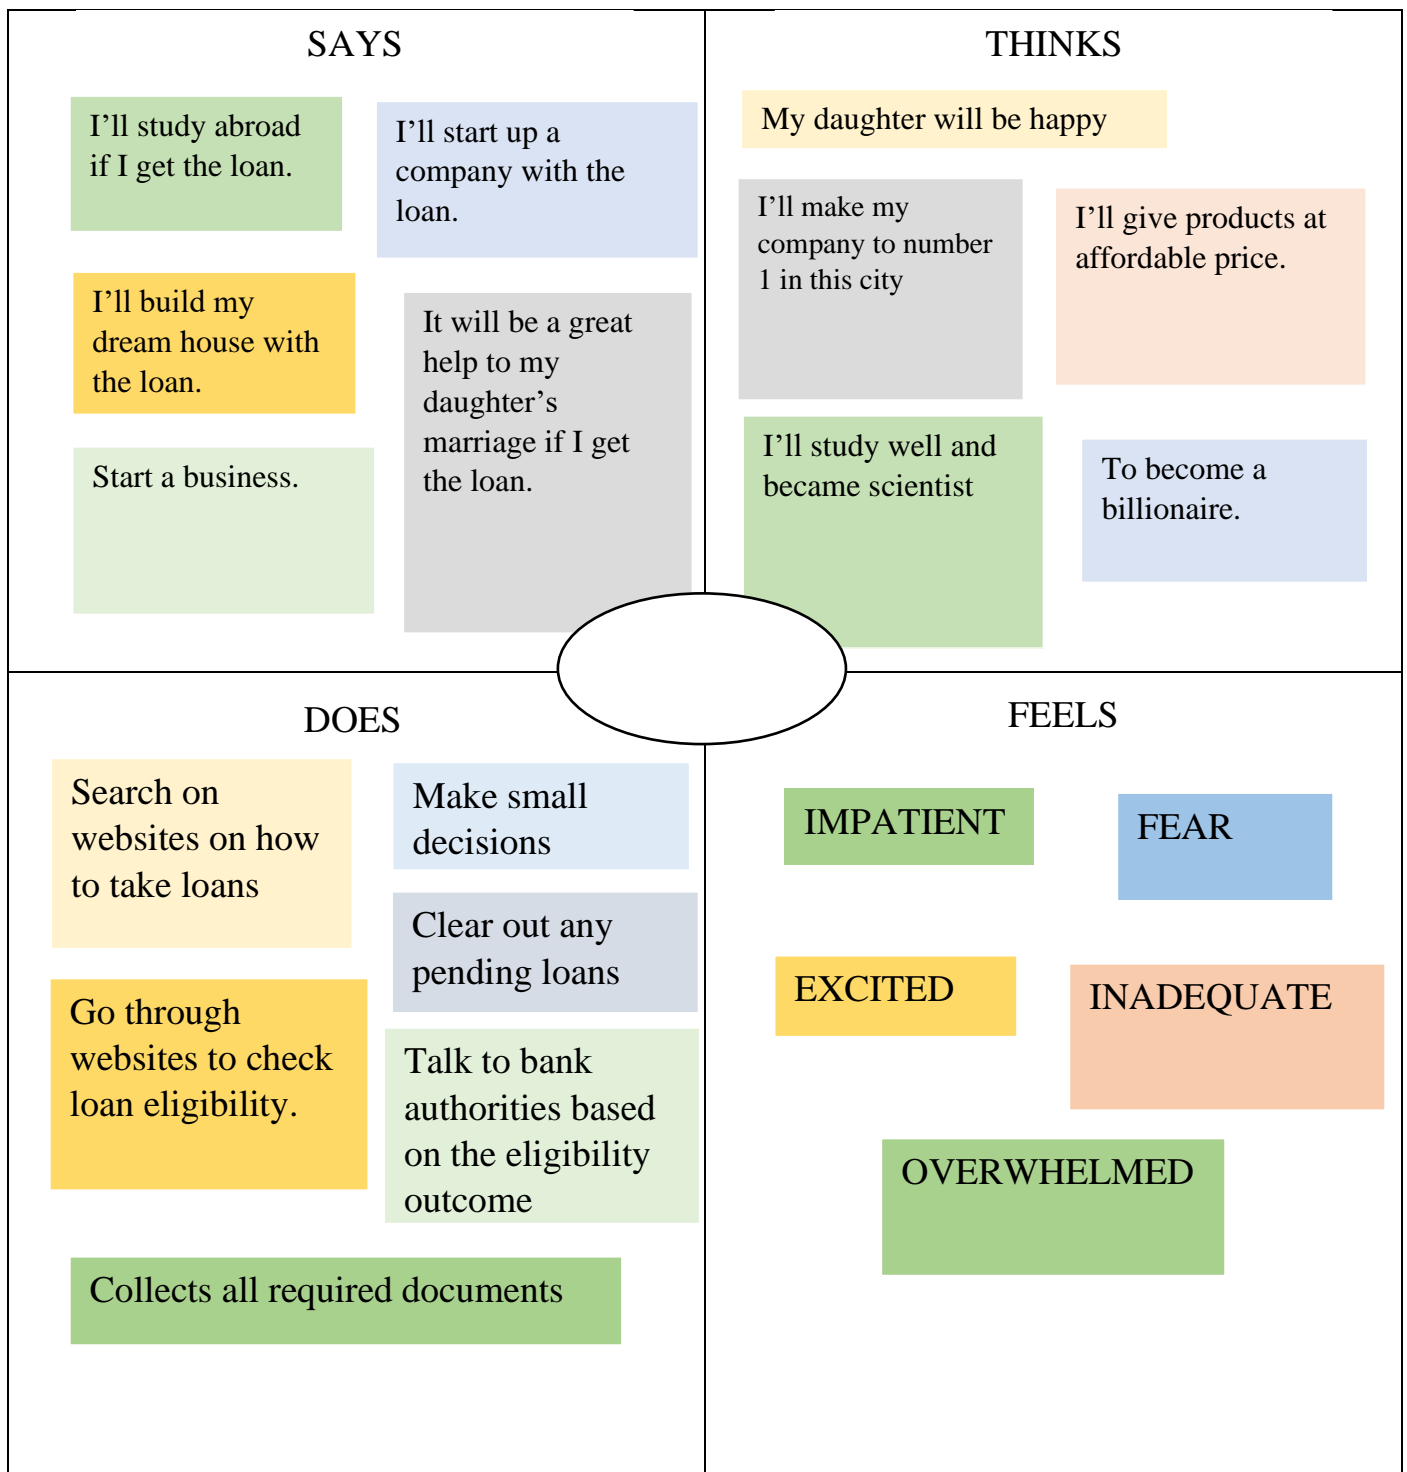 SAYS
I’ll study abroad
if I get the loan.
I’ll start up a
company with the
loan.
I’ll build my
dream house with
the loan.
It will be a great
help to my
daughter’s
marriage if I get
the loan.
Start a business.
THINKS
My daughter will be happy
I’ll make my
company to number
1 in this city
I’ll give products at
affordable price.
I’ll study well and
became scientist
To become a
billionaire.
DOES
Search on
websites on how
to take loans
Make small
decisions
Clear out any
pending loans
Go through
websites to check
loan eligibility.
Talk to bank
authorities based
on the eligibility
outcome
Collects all required documents
FEELS
IMPATIENT
FEAR
EXCITED
INADEQUATE
OVERWHELMED